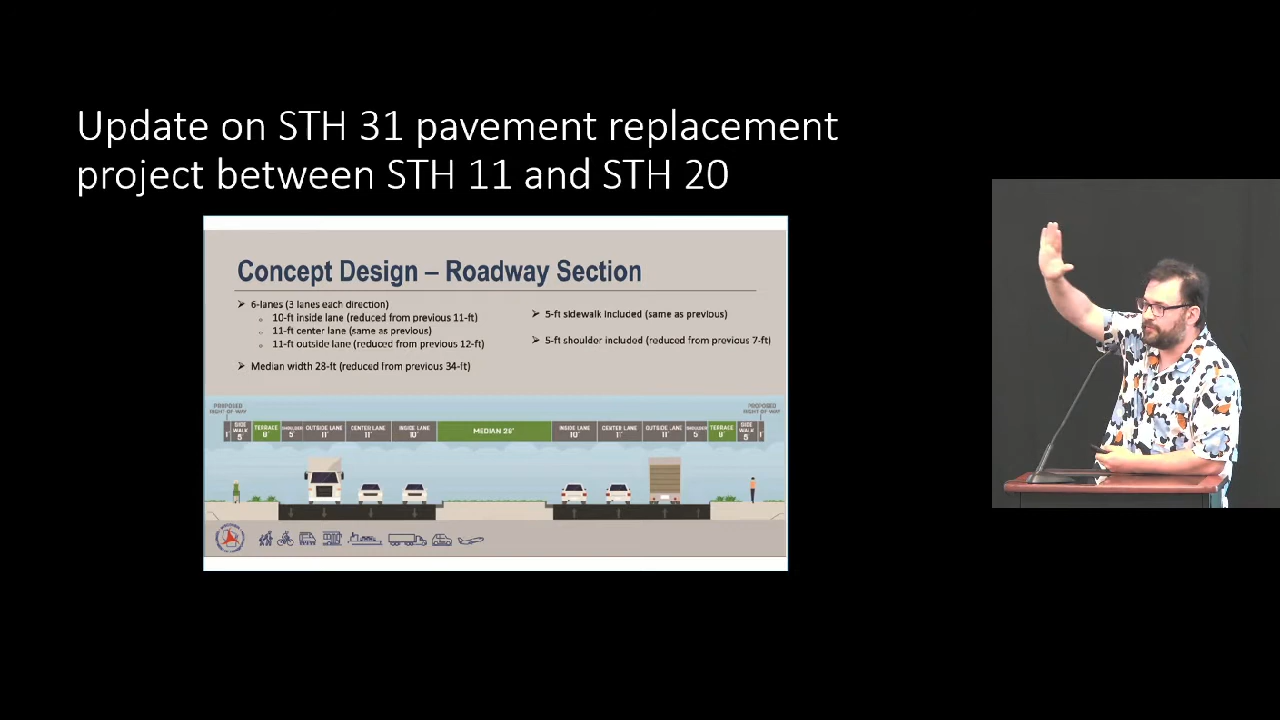 Update on STH 31 pavement replacement
project between STH 11 and STH 20
Concept Design – Roadway Section
6-lanes (3 lanes each direction)
10-ft inside lane (reduced from previous 11-ft)
11-ft center lane (same as previous)
11-ft outside lane (reduced from previous 12-ft)
Median width 28-ft (reduced from previous 34-ft)
5-ft sidewalk included (same as previous)
5-ft shoulder included (reduced from previous 7-ft)
PROPOSED
RIGHT OF WAY
PROPOSED
RIGHT OF WAY
1'
SIDE
WALK
5'
TERRACE
8'
SHOULDER
5'
OUTSIDE LANE
11'
CENTER LANE
11'
INSIDE LANE
10'
MEDIAN 28'
INSIDE LANE
10'
CENTER LANE
11'
OUTSIDE LANE
11'
SHOULDER
5'
TERRACE
8'
SIDE
WALK
5'
1'